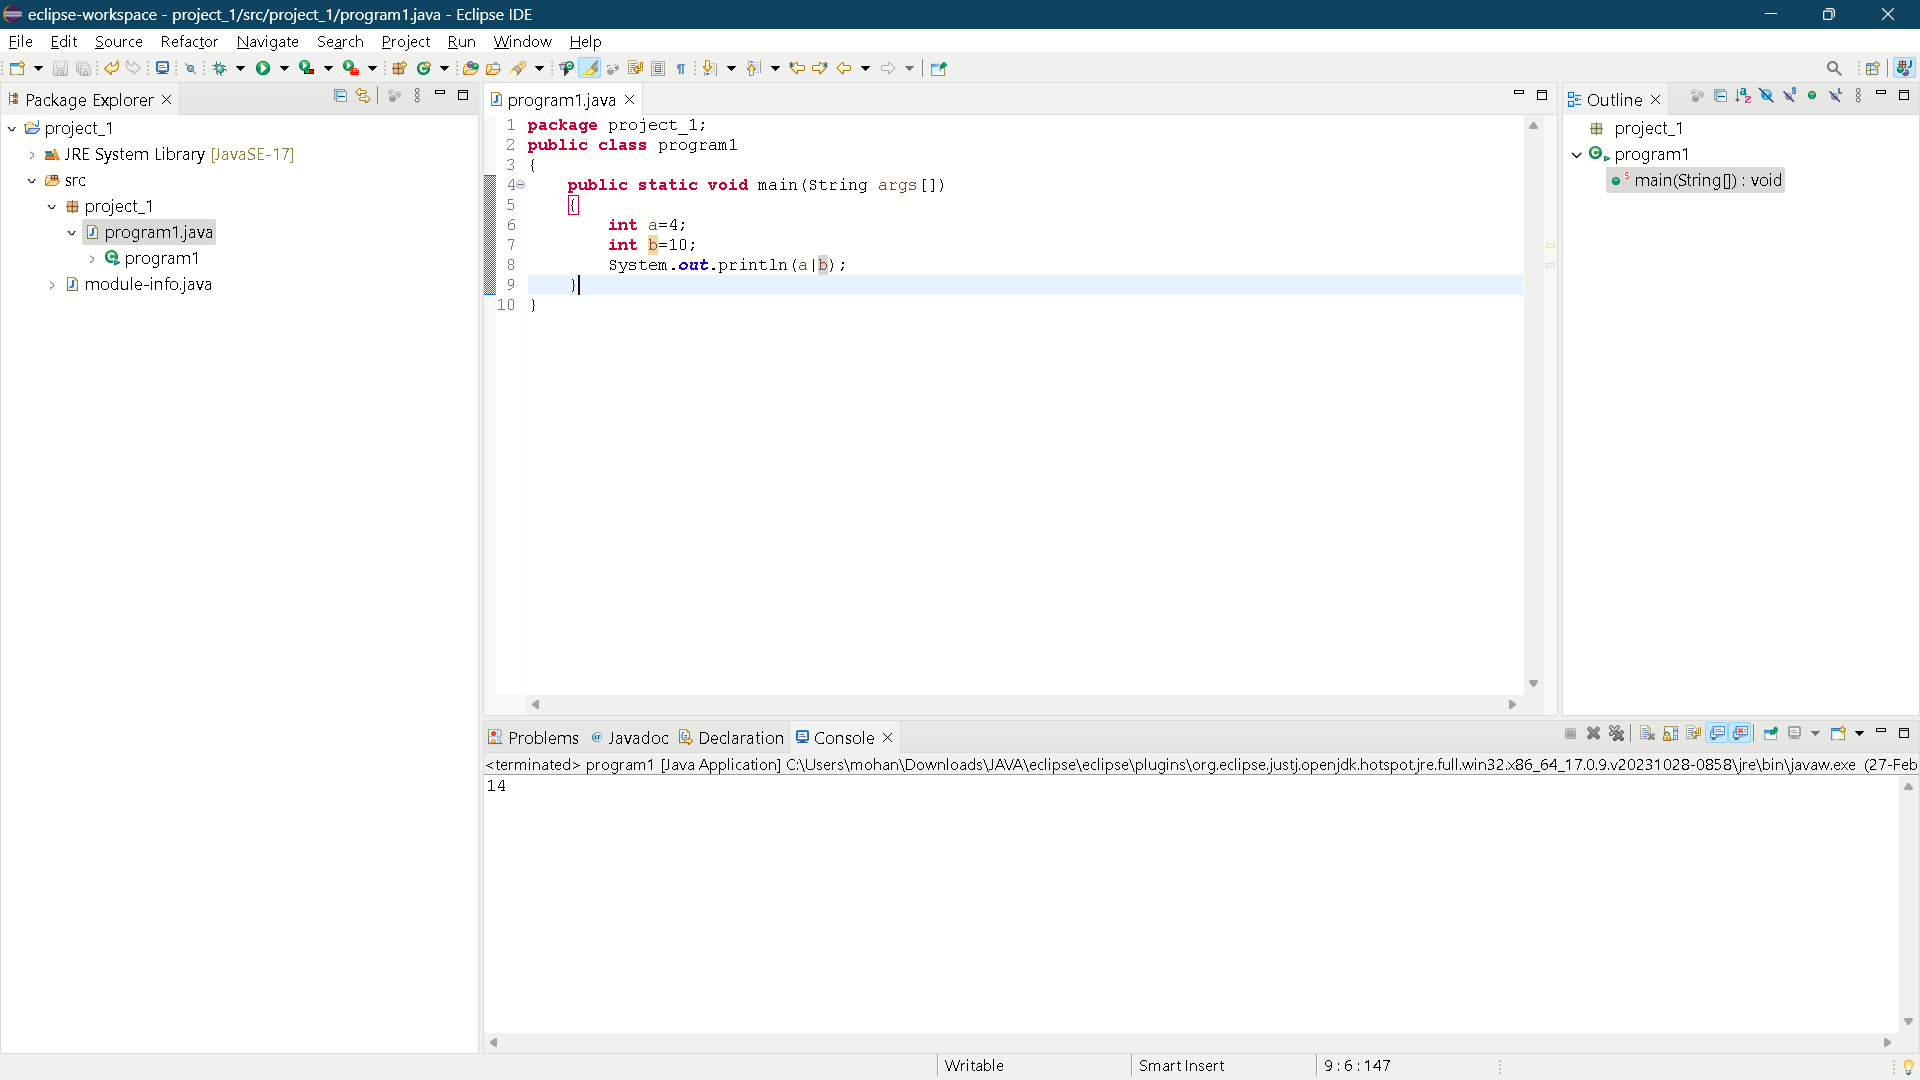 eclipse-workspace - project_1/src/project_1/program1.java - Eclipse IDE
File Edit Source Refactor Navigate Search Project Run Window Help
Package Explorer
project_1
JRE System Library [JavaSE-17]
src
project_1
program1.java
program1
module-info.java
program1.java
1 package project_1;
2 public class program1
3 {
4 public static void main(String args[])
5 {
6 int a=4;
7 int b=10;
8 System.out.println(a|b);
9 }
10 }
Outline
project_1
program1
main(String[]) : void
Problems Javadoc Declaration Console
<terminated> program1 [Java Application] C:\Users\mohan\Downloads\JAVA\eclipse\eclipse\plugins\org.eclipse.justj.openjdk.hotspot.jre.full.win32.x86_64_17.0.9.v20231028-0858\jre\bin\javaw.exe (27-Feb
14
Writable Smart Insert 9 : 6 : 147